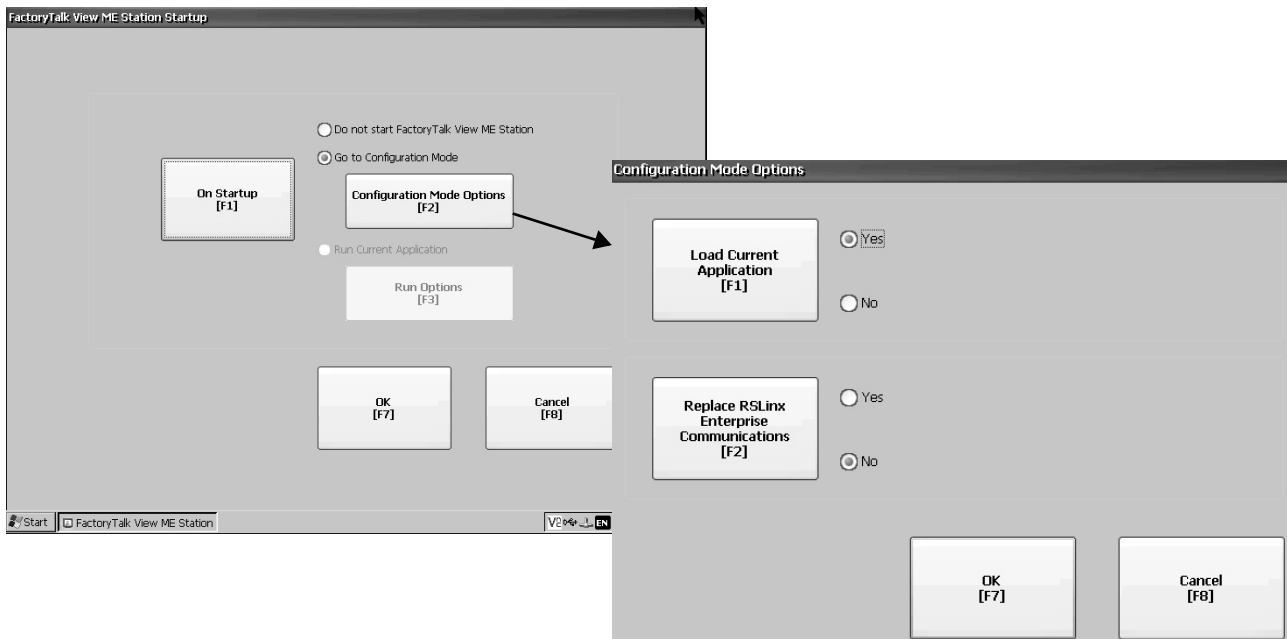 FactoryTalk View ME Station Startup
Do not start FactoryTalk View ME Station
Go to Configuration Mode
On Startup
[F1]
Configuration Mode Options
[F2]
Run Current Application
Run Options
[F3]
OK
[F7]
Cancel
[F8]
Start
FactoryTalk View ME Station
EN
Configuration Mode Options
Load Current
Application
[F1]
Yes
No
Replace RSLinx
Enterprise
Communications
[F2]
Yes
No
OK
[F7]
Cancel
[F8]